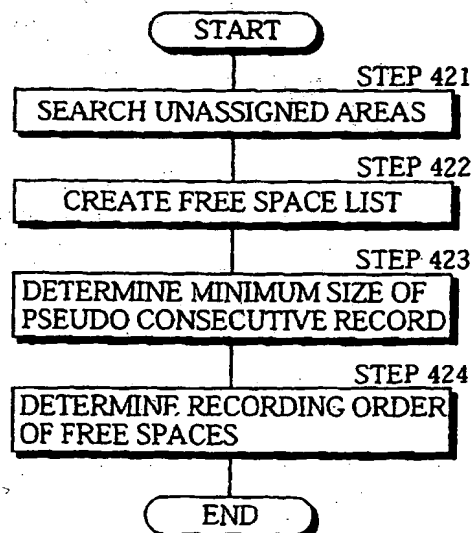 START
STEP 421
SEARCH UNASSIGNED AREAS
STEP 422
CREATE FREE SPACE LIST
STEP 423
DETERMINE MINIMUM SIZE OF
PSEUDO CONSECUTIVE RECORD
STEP 424
DETERMINE RECORDING ORDER
OF FREE SPACES
END